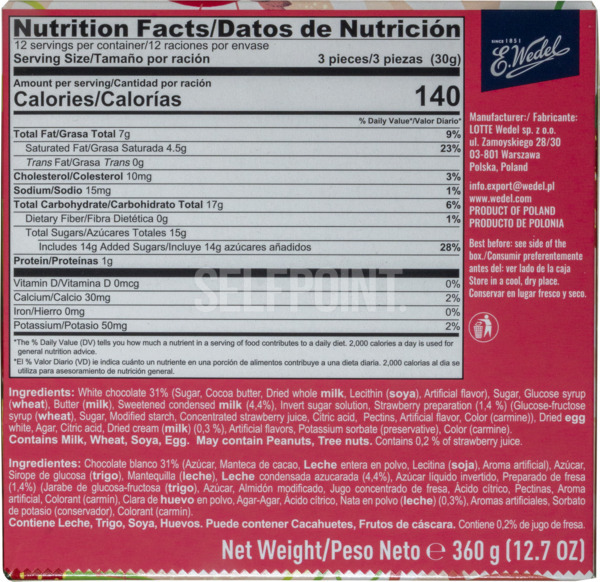 Nutrition Facts/Datos de Nutrición
12 servings per container/12 raciones por envase
Serving Size/Tamaño por ración 3 pieces/3 piezas (30g)
Amount per serving/Cantidad por ración
Calories/Calorías 140
% Daily Value*/Valor Diario*
Total Fat/Grasa Total 7g 9%
Saturated Fat/Grasa Saturada 4.5g 23%
Trans Fat/Grasa Trans 0g
Cholesterol/Colesterol 10mg 3%
Sodium/Sodio 15mg 1%
Total Carbohydrate/Carbohidrato Total 17g 6%
Dietary Fiber/Fibra Dietética 0g 1%
Total Sugars/Azúcares Totales 15g
Includes 14g Added Sugars/Incluye 14g azúcares añadidos 28%
Protein/Proteínas 1g
Vitamin D/Vitamina D 0mcg 0%
Calcium/Calcio 30mg 2%
Iron/Hierro 0mg 0%
Potassium/Potasio 50mg 2%
*The % Daily Value (DV) tells you how much a nutrient in a serving of food contributes to a daily diet. 2,000 calories a day is used for
general nutrition advice.
*El % Valor Diario (VD) le indica cuánto un nutriente en una porción de alimentos contribuye a una dieta diaria. 2,000 calorías al día se
utiliza para asesoramiento de nutrición general.
SELFPOINT.
SINCE 1851
E. Wedel
Manufacturer:/ Fabricante:
LOTTE Wedel sp. z o.o.
ul. Zamoyskiego 28/30
03-801 Warszawa
Polska, Poland
info.export@wedel.pl
www.wedel.com
PRODUCT OF POLAND
PRODUCTO DE POLONIA
Best before: see side of the
box./Consumir preferentemente
antes del: ver lado de la caja
Store in a cool, dry place.
Conservar en lugar fresco y seco.
Ingredients: White chocolate 31% (Sugar, Cocoa butter, Dried whole milk, Lecithin (soya), Artificial flavor), Sugar, Glucose syrup
(wheat), Butter (milk), Sweetened condensed milk (4,4%), Invert sugar solution, Strawberry preparation (1,4 %) (Glucose-fructose
syrup (wheat), Sugar, Modified starch, Concentrated strawberry juice, Citric acid, Pectins, Artificial flavor, Color (carmine)), Dried egg
white, Agar, Citric acid, Dried cream (milk) (0,3 %), Artificial flavors, Potassium sorbate (preservative), Color (carmine).
Contains Milk, Wheat, Soya, Egg. May contain Peanuts, Tree nuts. Contains 0,2 % of strawberry juice.
Ingredientes: Chocolate blanco 31% (Azúcar, Manteca de cacao, Leche entera en polvo, Lecitina (soja), Aroma artificial), Azúcar,
Sirope de glucosa (trigo), Mantequilla (leche), Leche condensada azucarada (4,4%), Azúcar líquido invertido, Preparado de fresa
(1,4%) (Jarabe de glucosa-fructosa (trigo), Azúcar, Almidón modificado, Jugo concentrado de fresa, Ácido cítrico, Pectinas, Aroma
artificial, Colorant (carmin), Clara de huevo en polvo, Agar-Agar, Ácido cítrico, Nata en polvo (leche) (0,3%), Aromas artificiales, Sorbato
de potasio (conservador), Colorant (carmín).
Contiene Leche, Trigo, Soya, Huevos. Puede contener Cacahuetes, Frutos de cáscara. Contiene 0,2% de jugo de fresa.
Net Weight/Peso Neto ℮ 360 g (12.7 OZ)